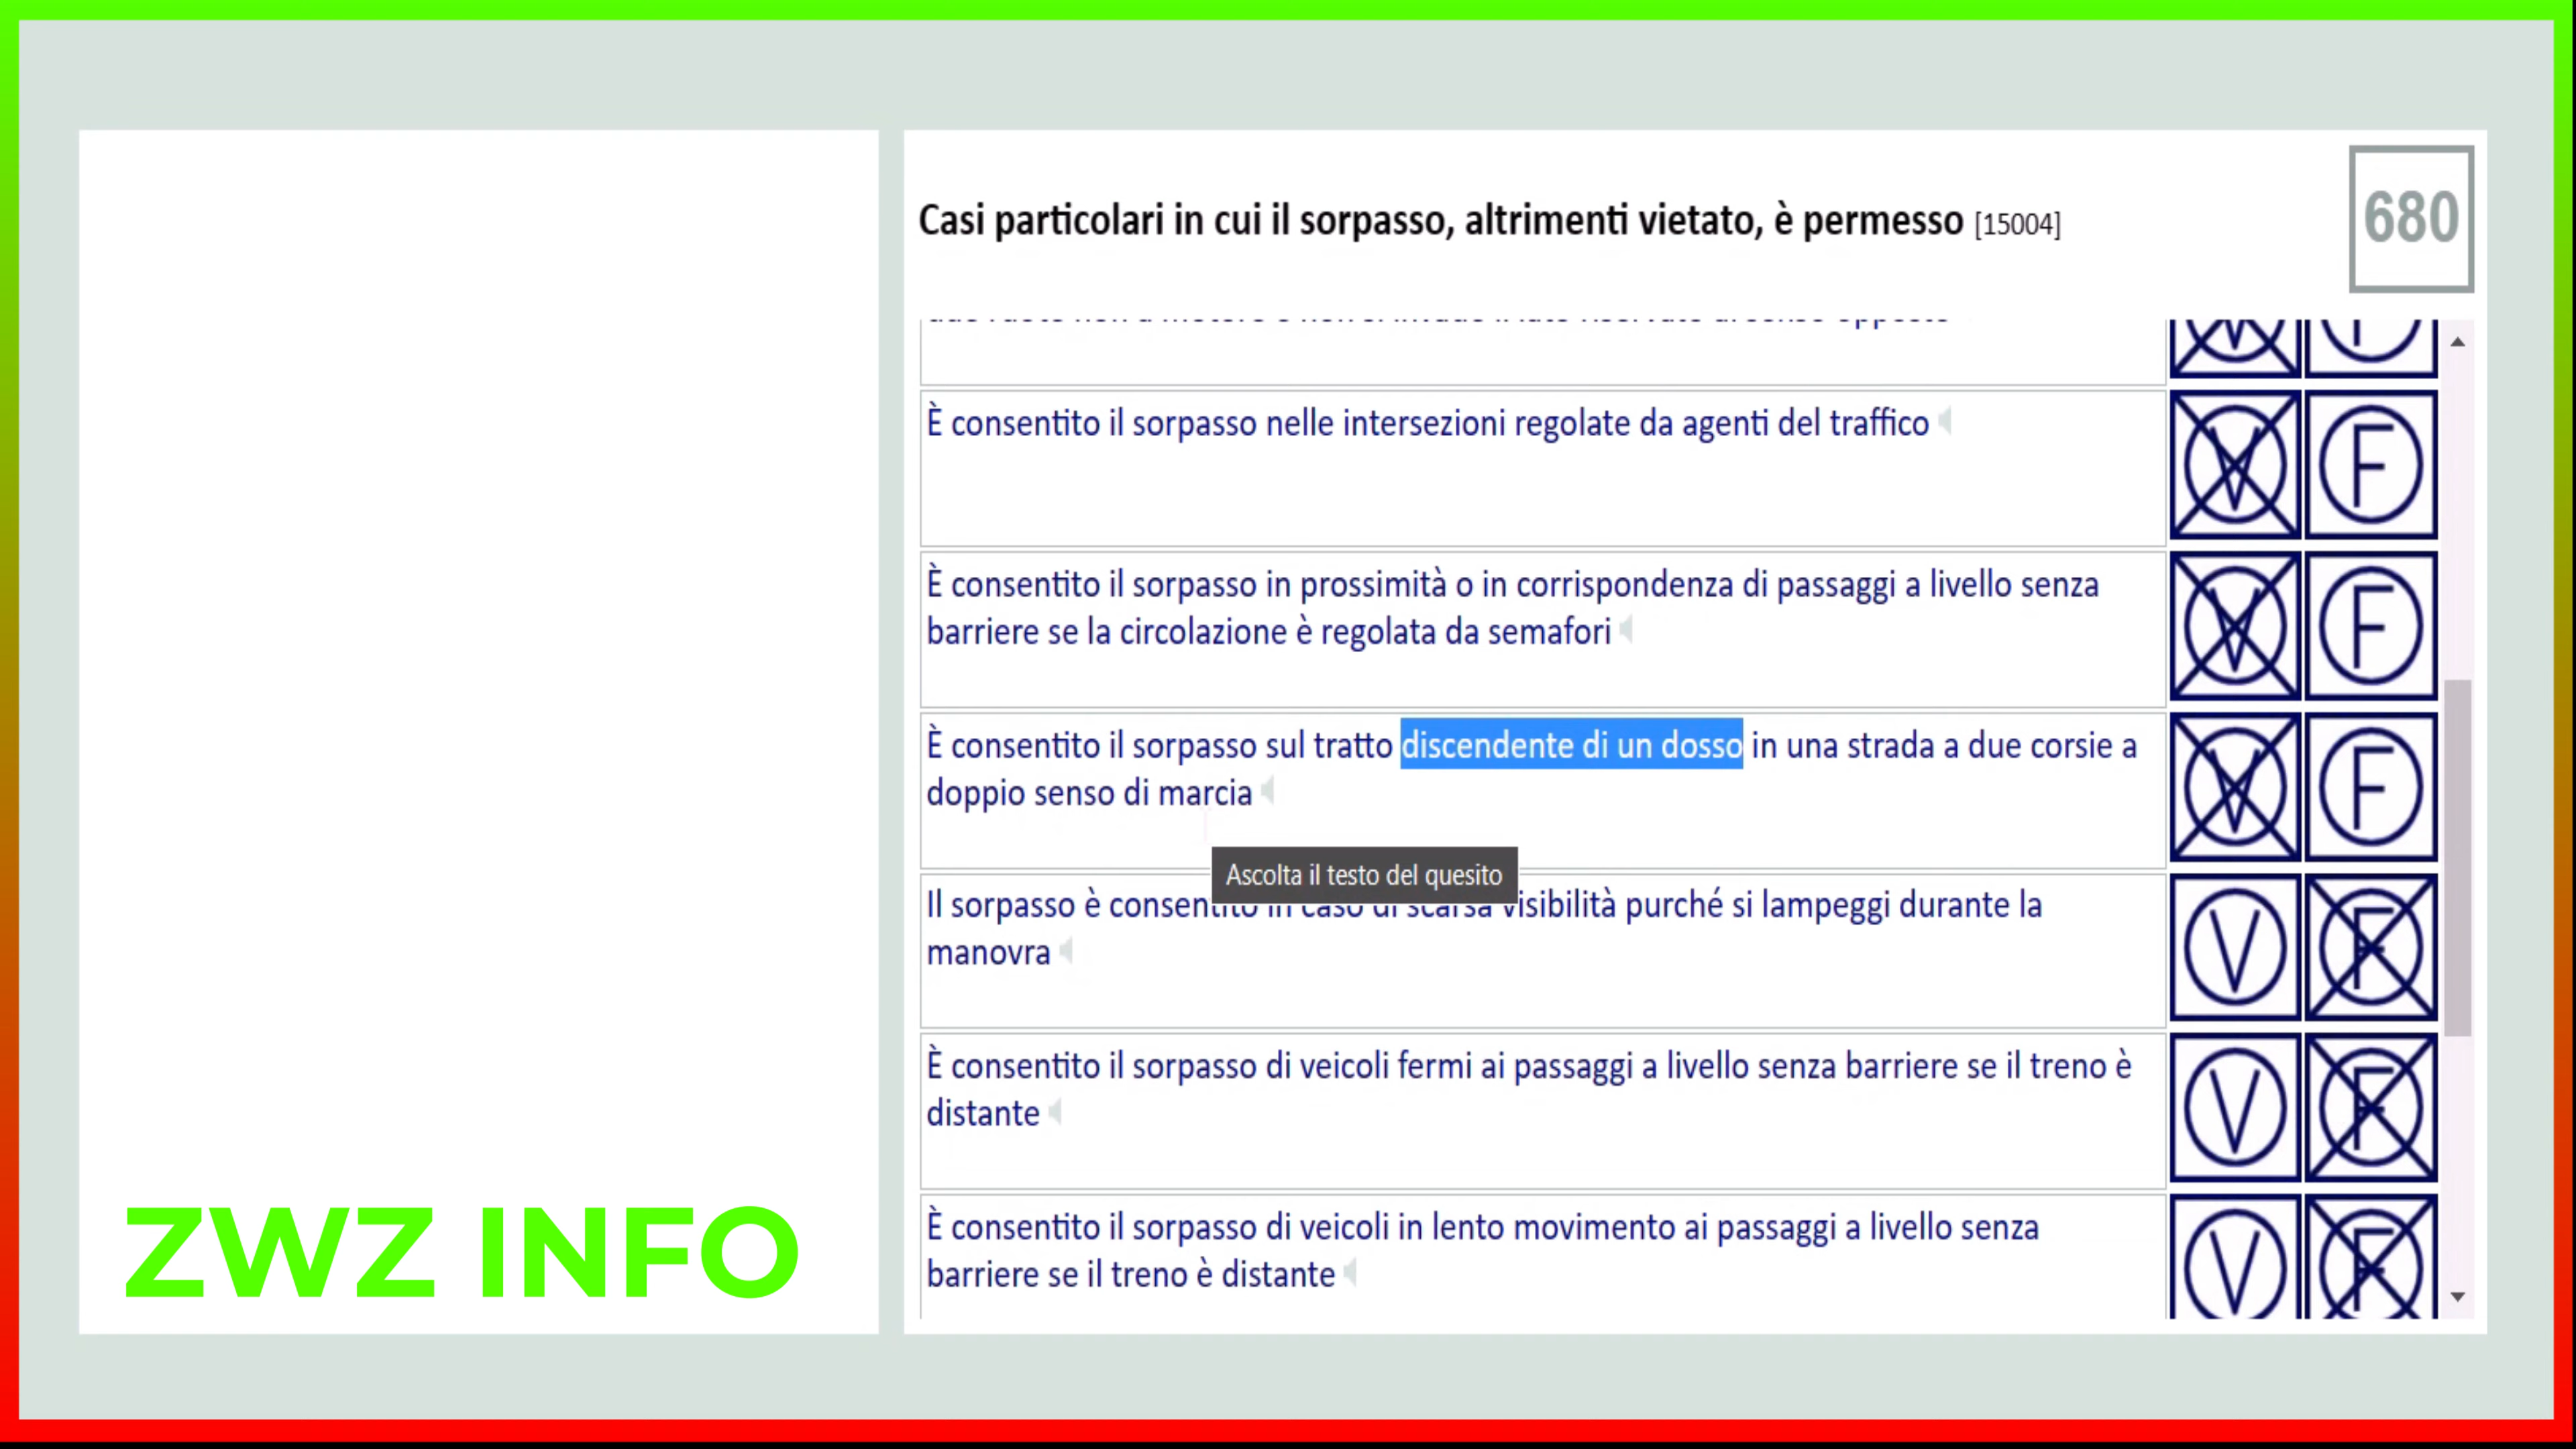 Casi particolari in cui il sorpasso, altrimenti vietato, è permesso [15004]
680
È consentito il sorpasso nelle intersezioni regolate da agenti del traffico
V F
È consentito il sorpasso in prossimità o in corrispondenza di passaggi a livello senza
barriere se la circolazione è regolata da semafori
V F
È consentito il sorpasso sul tratto discendente di un dosso in una strada a due corsie a
doppio senso di marcia
V F
Ascolta il testo del quesito
Il sorpasso è consentito in caso di scarsa visibilità purché si lampeggi durante la
manovra
V F
È consentito il sorpasso di veicoli fermi ai passaggi a livello senza barriere se il treno è
distante
V F
È consentito il sorpasso di veicoli in lento movimento ai passaggi a livello senza
barriere se il treno è distante
V F
ZWZ INFO